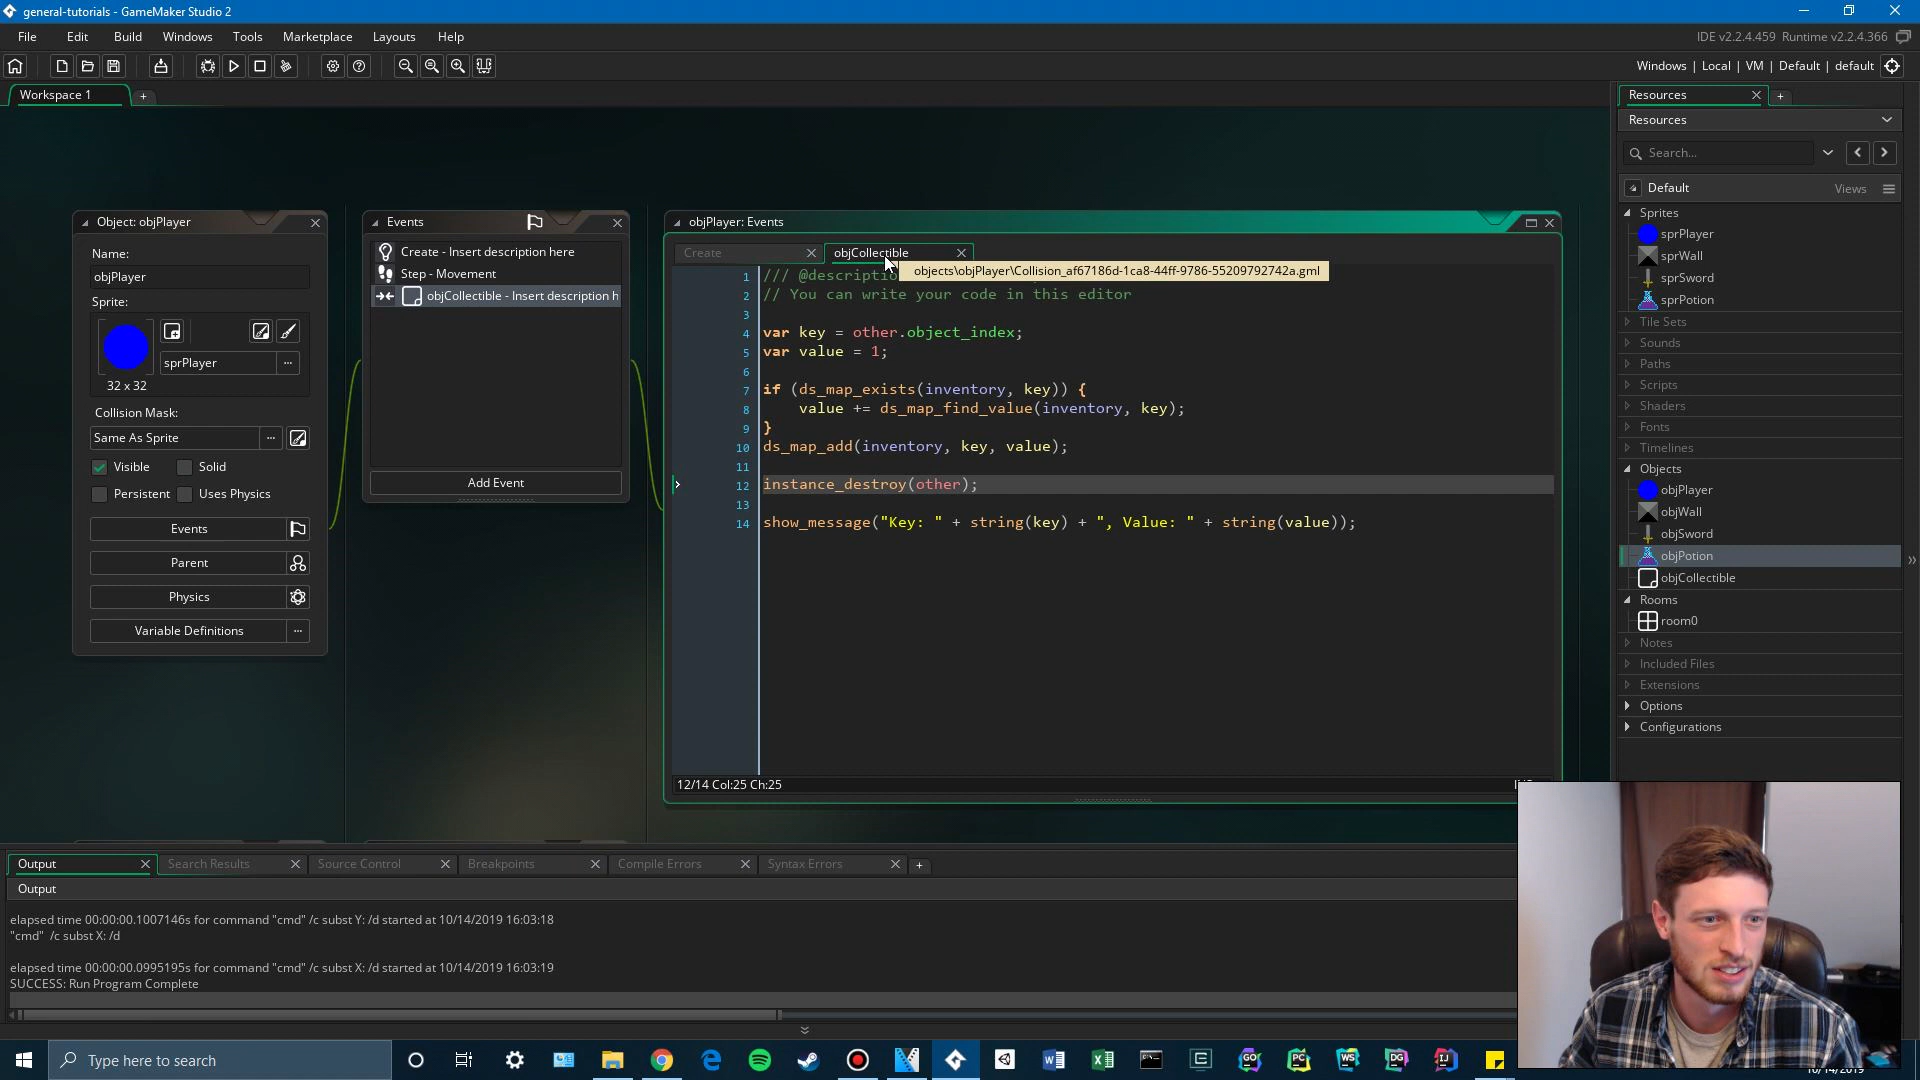 general-tutorials - GameMaker Studio 2
File Edit Build Windows Tools Marketplace Layouts Help
IDE v2.2.4.459 Runtime v2.2.4.366
Windows | Local | VM | Default | default
Workspace 1
Object: objPlayer
Name:
objPlayer
Sprite:
sprPlayer
32 x 32
Collision Mask:
Same As Sprite
Visible Solid
Persistent Uses Physics
Events
Parent
Physics
Variable Definitions
Events
Create - Insert description here
Step - Movement
objCollectible - Insert description h
Add Event
objPlayer: Events
Create objCollectible
objects\objPlayer\Collision_af67186d-1ca8-44ff-9786-55209792742a.gml
1 /// @descriptio
2 // You can write your code in this editor
3
4 var key = other.object_index;
5 var value = 1;
6
7 if (ds_map_exists(inventory, key)) {
8 value += ds_map_find_value(inventory, key);
9 }
10 ds_map_add(inventory, key, value);
11
12 instance_destroy(other);
13
14 show_message("Key: " + string(key) + ", Value: " + string(value));
12/14 Col:25 Ch:25
Resources
Resources
Search...
Default Views
Sprites
sprPlayer
sprWall
sprSword
sprPotion
Tile Sets
Sounds
Paths
Scripts
Shaders
Fonts
Timelines
Objects
objPlayer
objWall
objSword
objPotion
objCollectible
Rooms
room0
Notes
Included Files
Extensions
Options
Configurations
Output Search Results Source Control Breakpoints Compile Errors Syntax Errors
Output
elapsed time 00:00:00.1007146s for command "cmd" /c subst Y: /d started at 10/14/2019 16:03:18
"cmd" /c subst X: /d
elapsed time 00:00:00.0995195s for command "cmd" /c subst X: /d started at 10/14/2019 16:03:19
SUCCESS: Run Program Complete
Type here to search